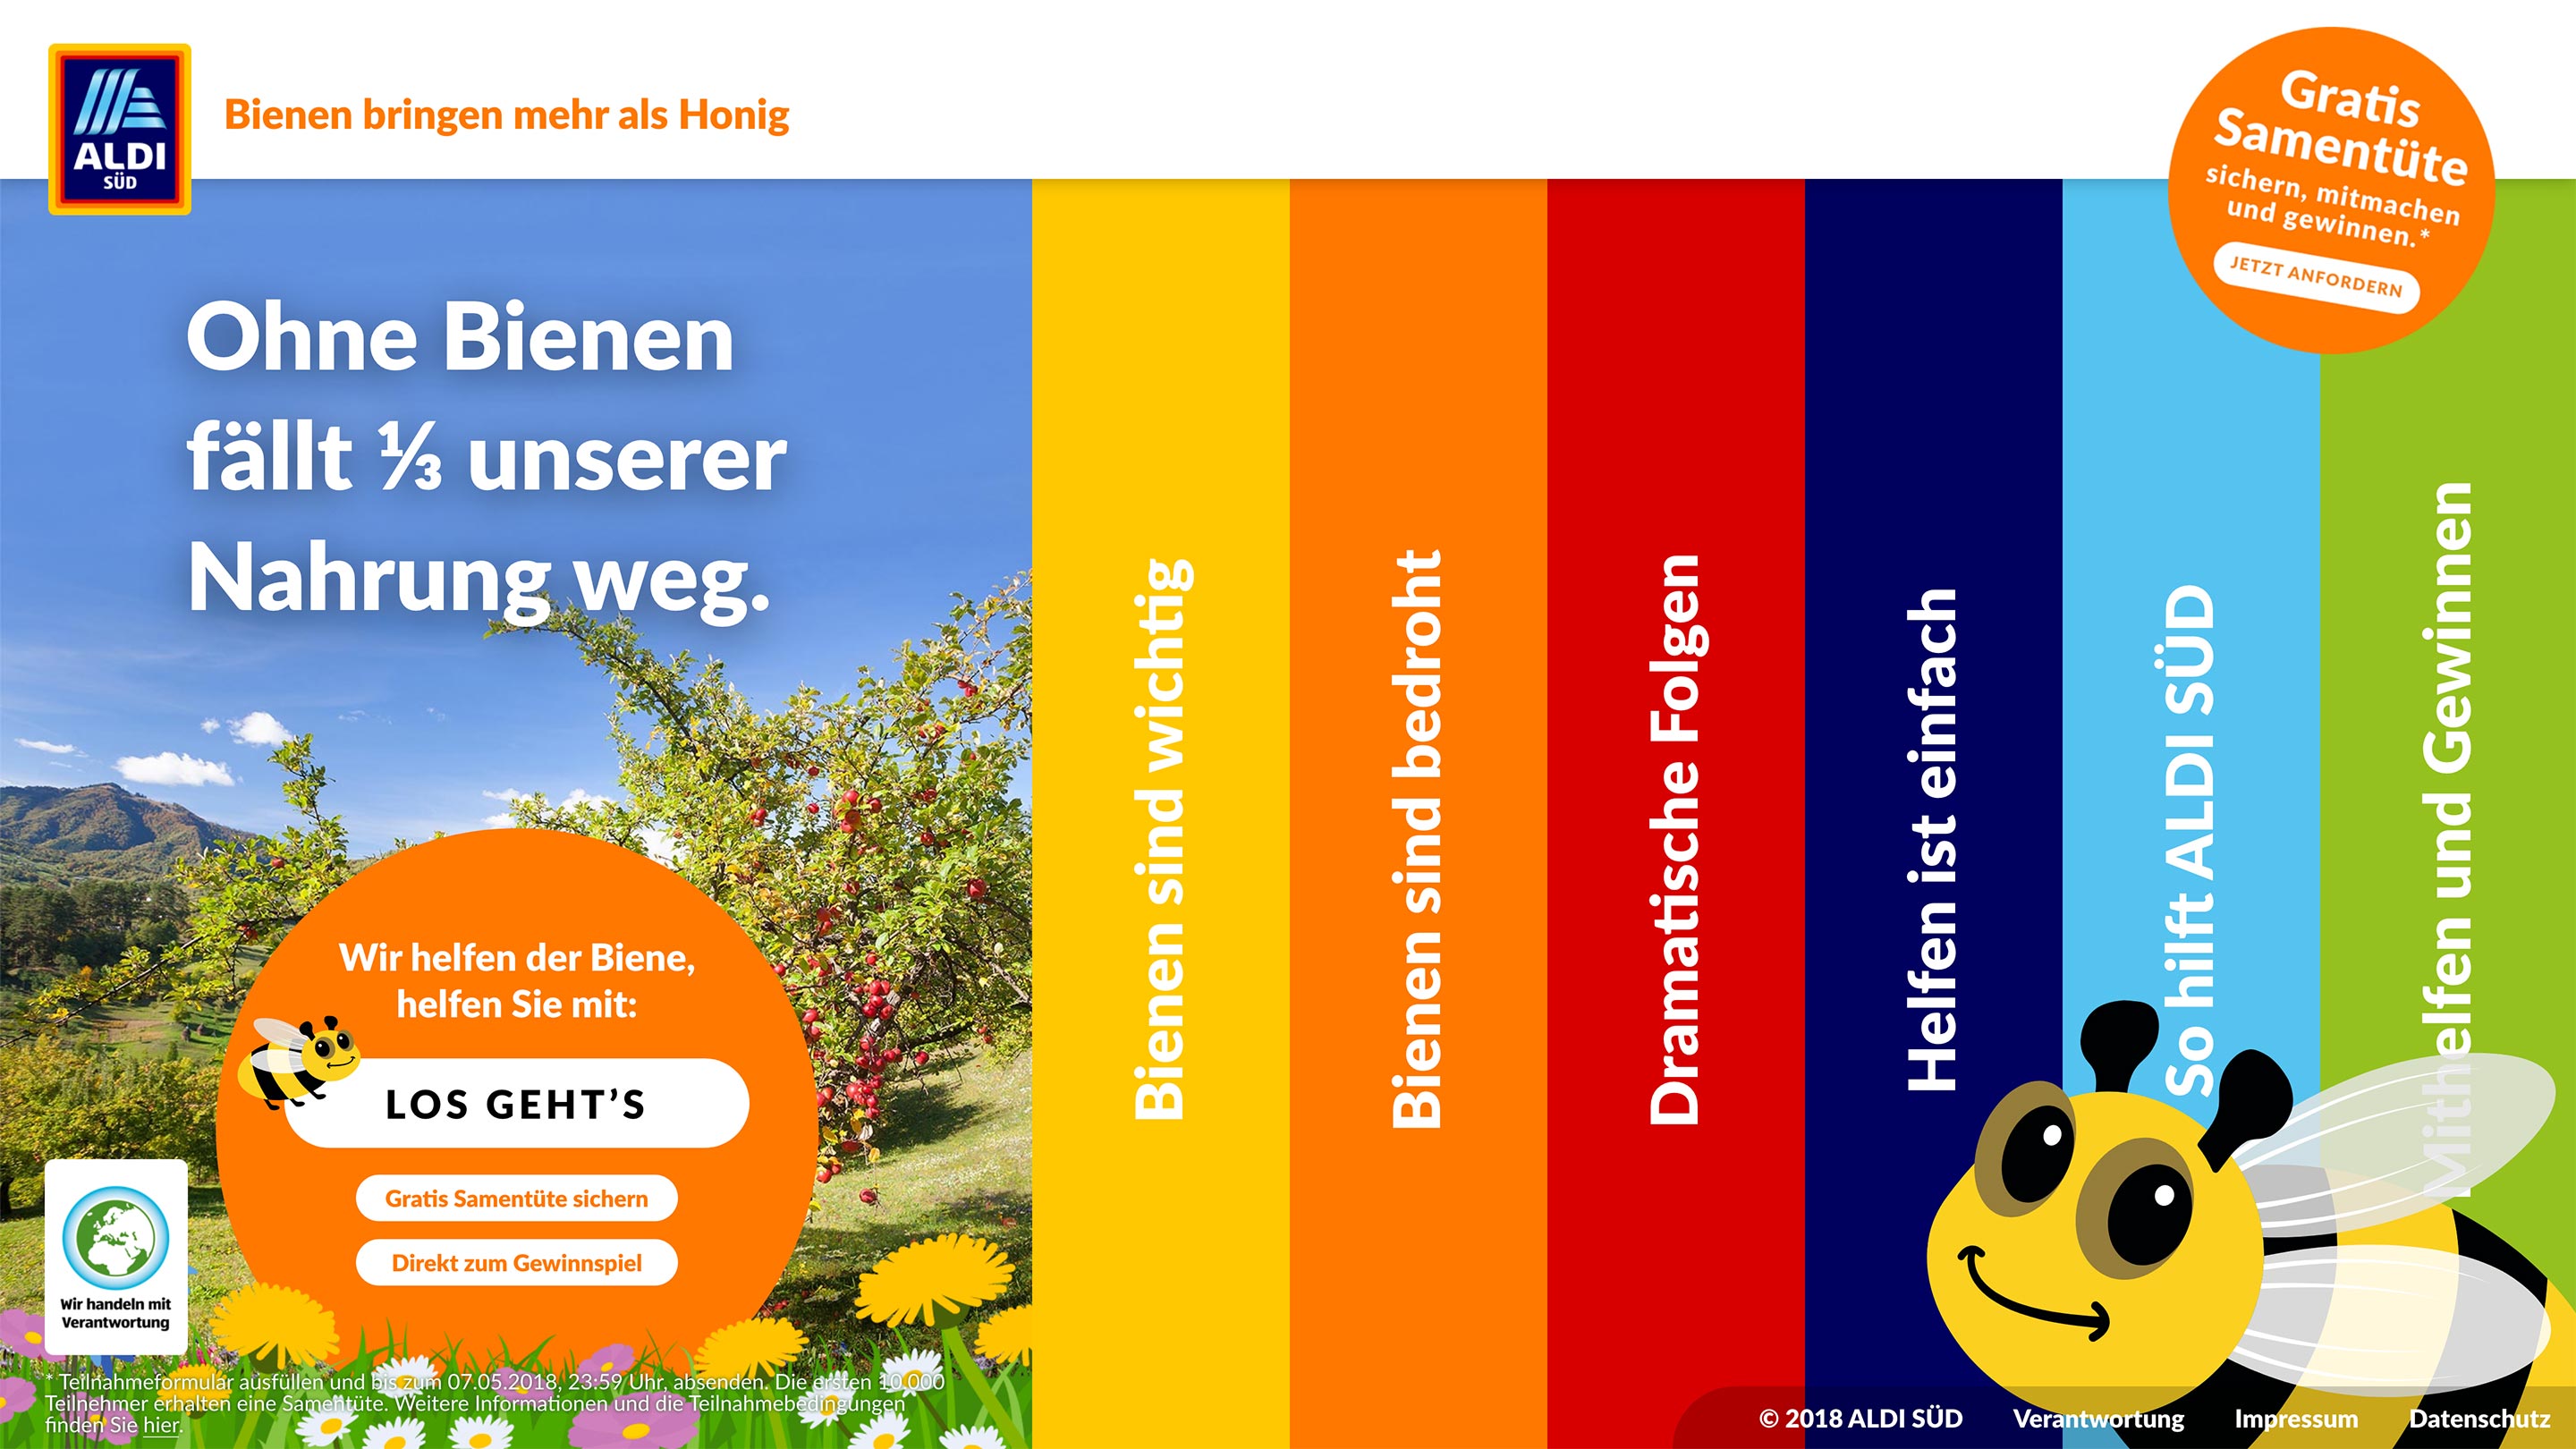 ALDI
SÜD
Bienen bringen mehr als Honig
Gratis
Samentüte
sichern, mitmachen
und gewinnen.*
JETZT ANFORDERN
Ohne Bienen
fällt ⅓ unserer
Nahrung weg.
Wir helfen der Biene,
helfen Sie mit:
LOS GEHT’S
Gratis Samentüte sichern
Direkt zum Gewinnspiel
Wir handeln mit
Verantwortung
* Teilnahmeformular ausfüllen und bis zum 07.05.2018, 23:59 Uhr, absenden. Die ersten 10.000
Teilnehmer erhalten eine Samentüte. Weitere Informationen und die Teilnahmebedingungen
finden Sie hier.
Bienen sind wichtig
Bienen sind bedroht
Dramatische Folgen
Helfen ist einfach
So hilft ALDI SÜD
Mithelfen und Gewinnen
© 2018 ALDI SÜD
Verantwortung
Impressum
Datenschutz